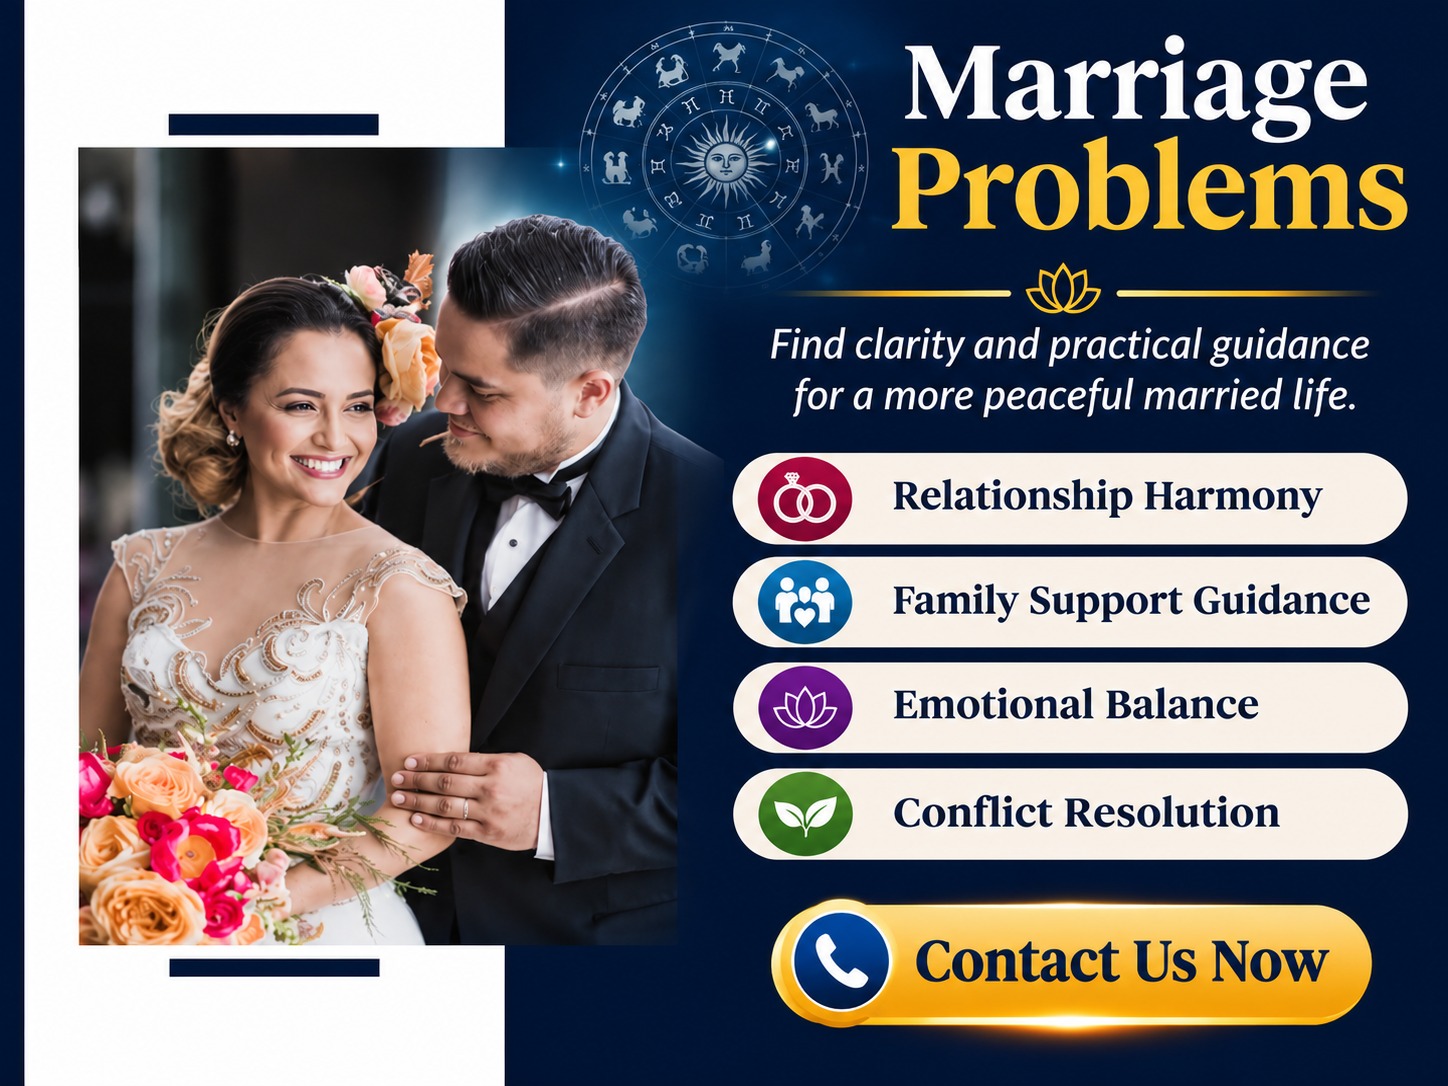 Marriage
Problems
Find clarity and practical guidance
for a more peaceful married life.
Relationship Harmony
Family Support Guidance
Emotional Balance
Conflict Resolution
Contact Us Now